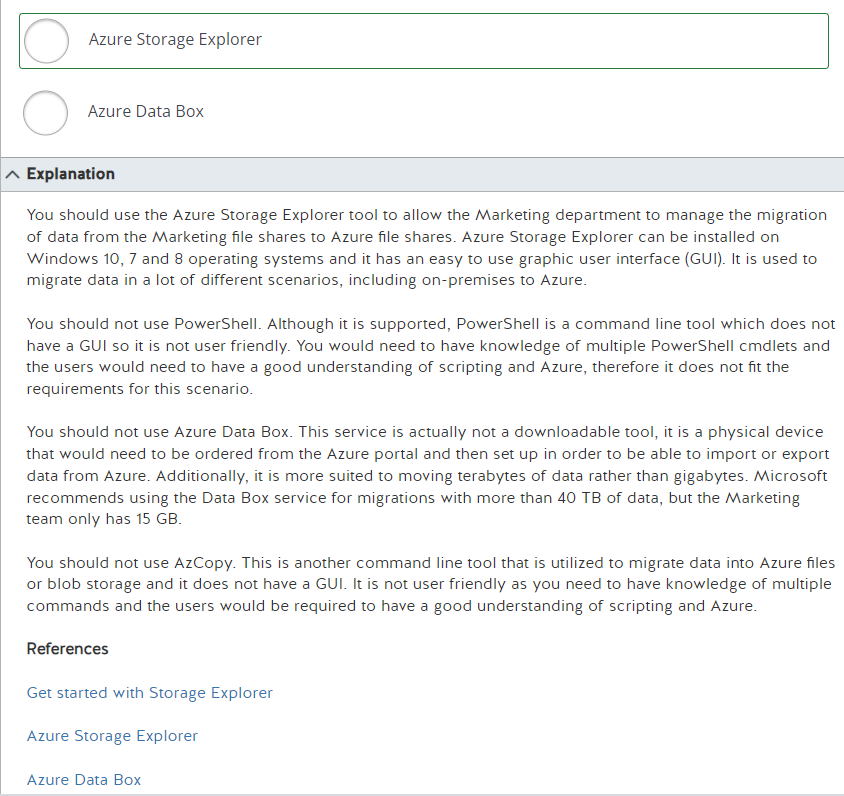 Azure Storage Explorer
Azure Data Box
Explanation
You should use the Azure Storage Explorer tool to allow the Marketing department to manage the migration
of data from the Marketing file shares to Azure file shares. Azure Storage Explorer can be installed on
Windows 10, 7 and 8 operating systems and it has an easy to use graphic user interface (GUI). It is used to
migrate data in a lot of different scenarios, including on-premises to Azure.
You should not use PowerShell. Although it is supported, PowerShell is a command line tool which does not
have a GUI so it is not user friendly. You would need to have knowledge of multiple PowerShell cmdlets and
the users would need to have a good understanding of scripting and Azure, therefore it does not fit the
requirements for this scenario.
You should not use Azure Data Box. This service is actually not a downloadable tool, it is a physical device
that would need to be ordered from the Azure portal and then set up in order to be able to import or export
data from Azure. Additionally, it is more suited to moving terabytes of data rather than gigabytes. Microsoft
recommends using the Data Box service for migrations with more than 40 TB of data, but the Marketing
team only has 15 GB.
You should not use AzCopy. This is another command line tool that is utilized to migrate data into Azure files
or blob storage and it does not have a GUI. It is not user friendly as you need to have knowledge of multiple
commands and the users would be required to have a good understanding of scripting and Azure.
References
Get started with Storage Explorer
Azure Storage Explorer
Azure Data Box